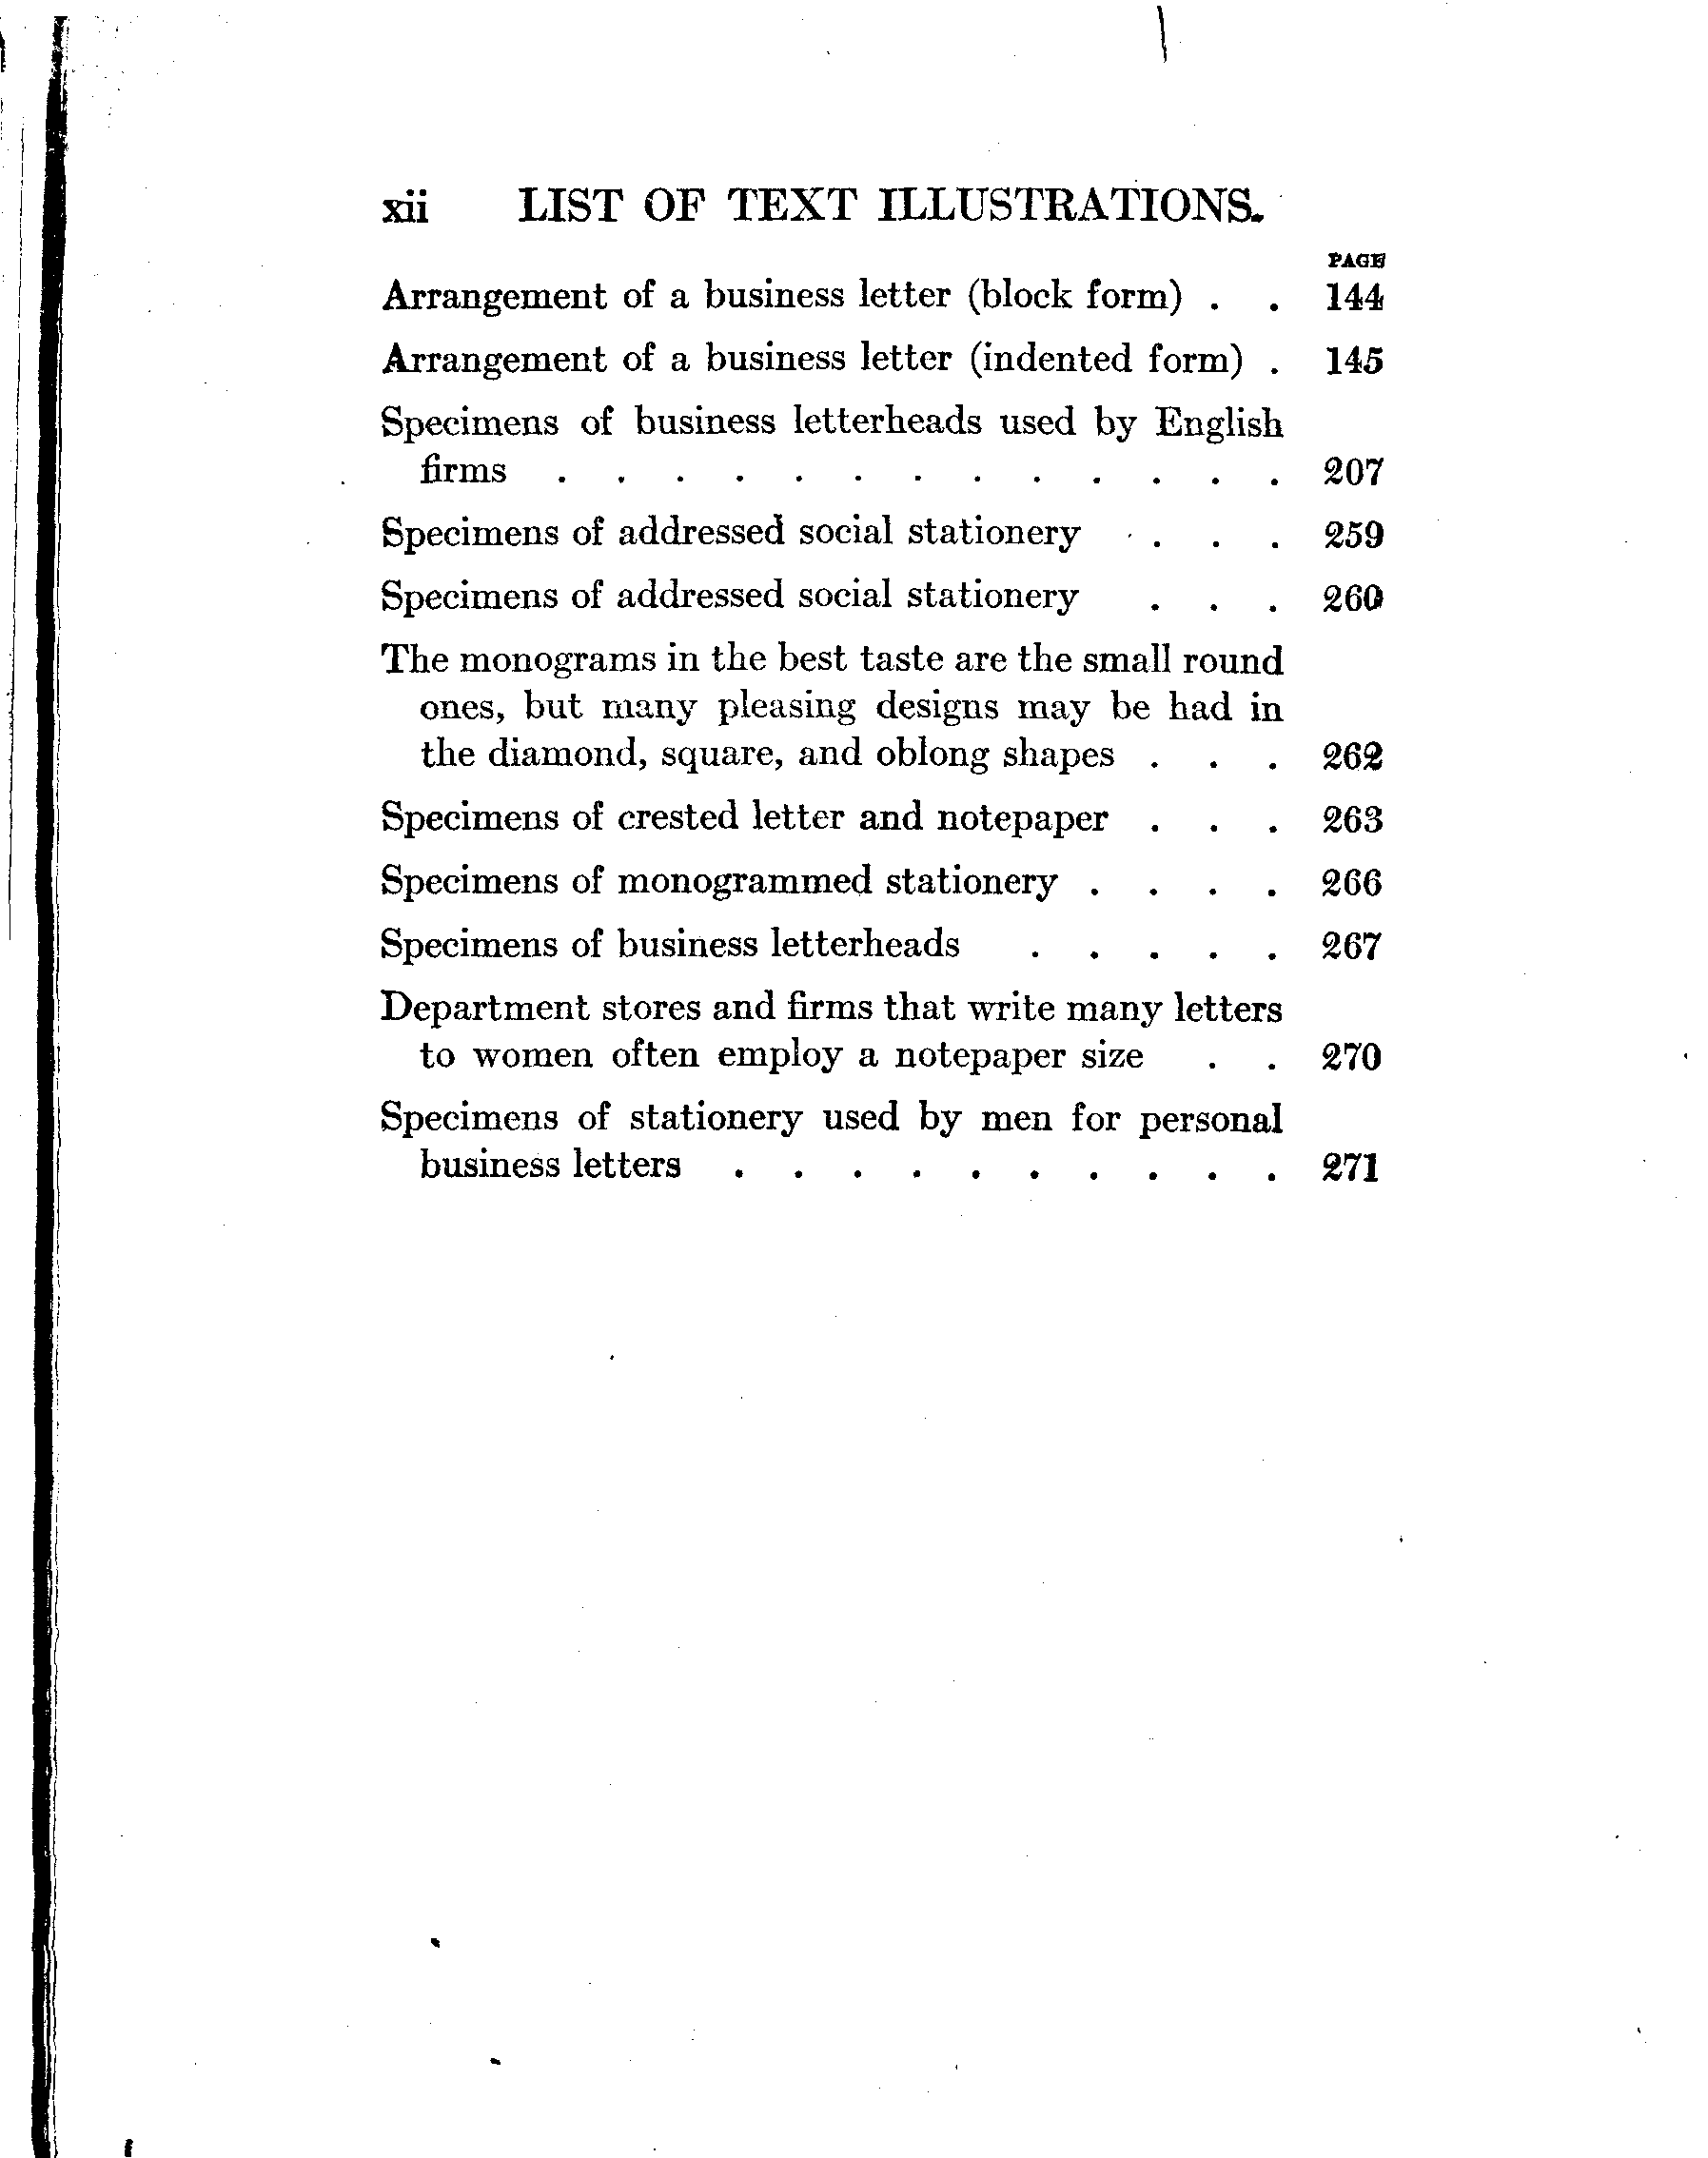 xii LIST OF TEXT ILLUSTRATIONS.
PAGE
Arrangement of a business letter (block form) . . 144
Arrangement of a business letter (indented form) . 145
Specimens of business letterheads used by English
firms . . . . . . . . . . . . . 207
Specimens of addressed social stationery . . . 259
Specimens of addressed social stationery . . . 260
The monograms in the best taste are the small round
ones, but many pleasing designs may be had in
the diamond, square, and oblong shapes . . . 262
Specimens of crested letter and notepaper . . . 263
Specimens of monogrammed stationery . . . . 266
Specimens of business letterheads . . . . . 267
Department stores and firms that write many letters
to women often employ a notepaper size . . 270
Specimens of stationery used by men for personal
business letters . . . . . . . . . . 271